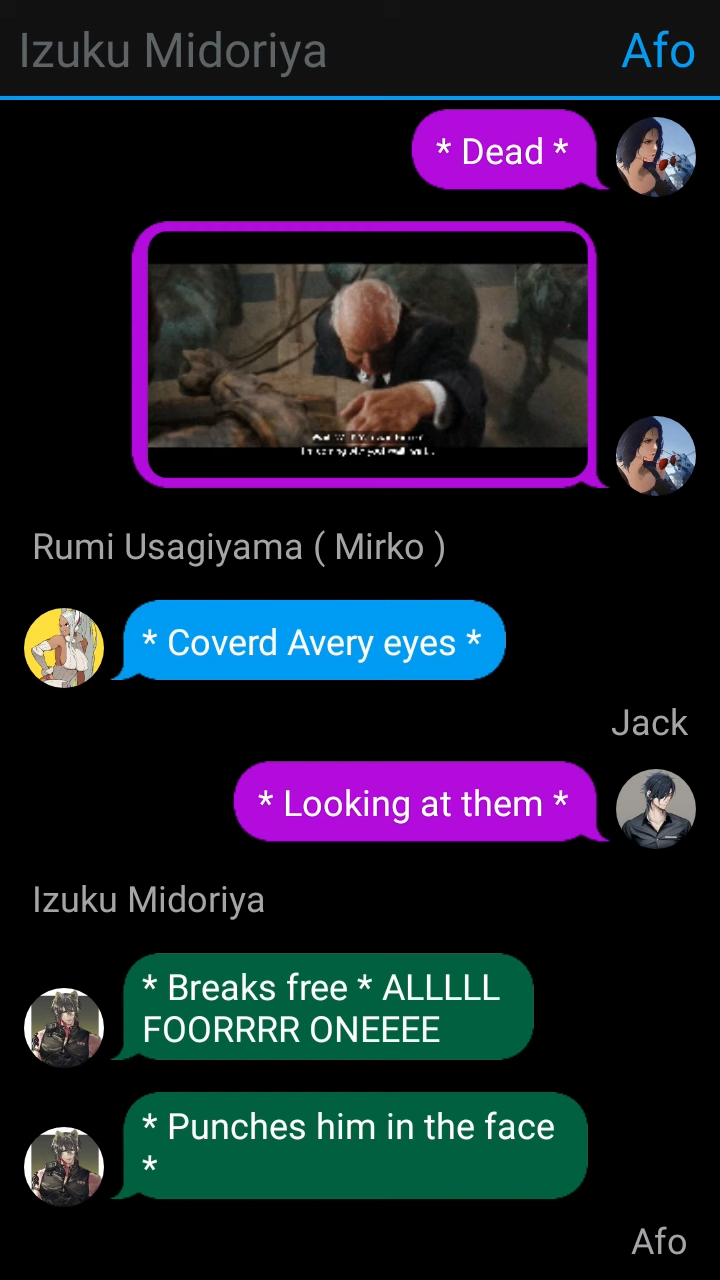 Izuku Midoriya
Afo
* Dead *
Rumi Usagiyama ( Mirko )
* Coverd Avery eyes *
Jack
* Looking at them *
Izuku Midoriya
* Breaks free * ALLLLL
FOORRRR ONEEEE
* Punches him in the face
*
Afo